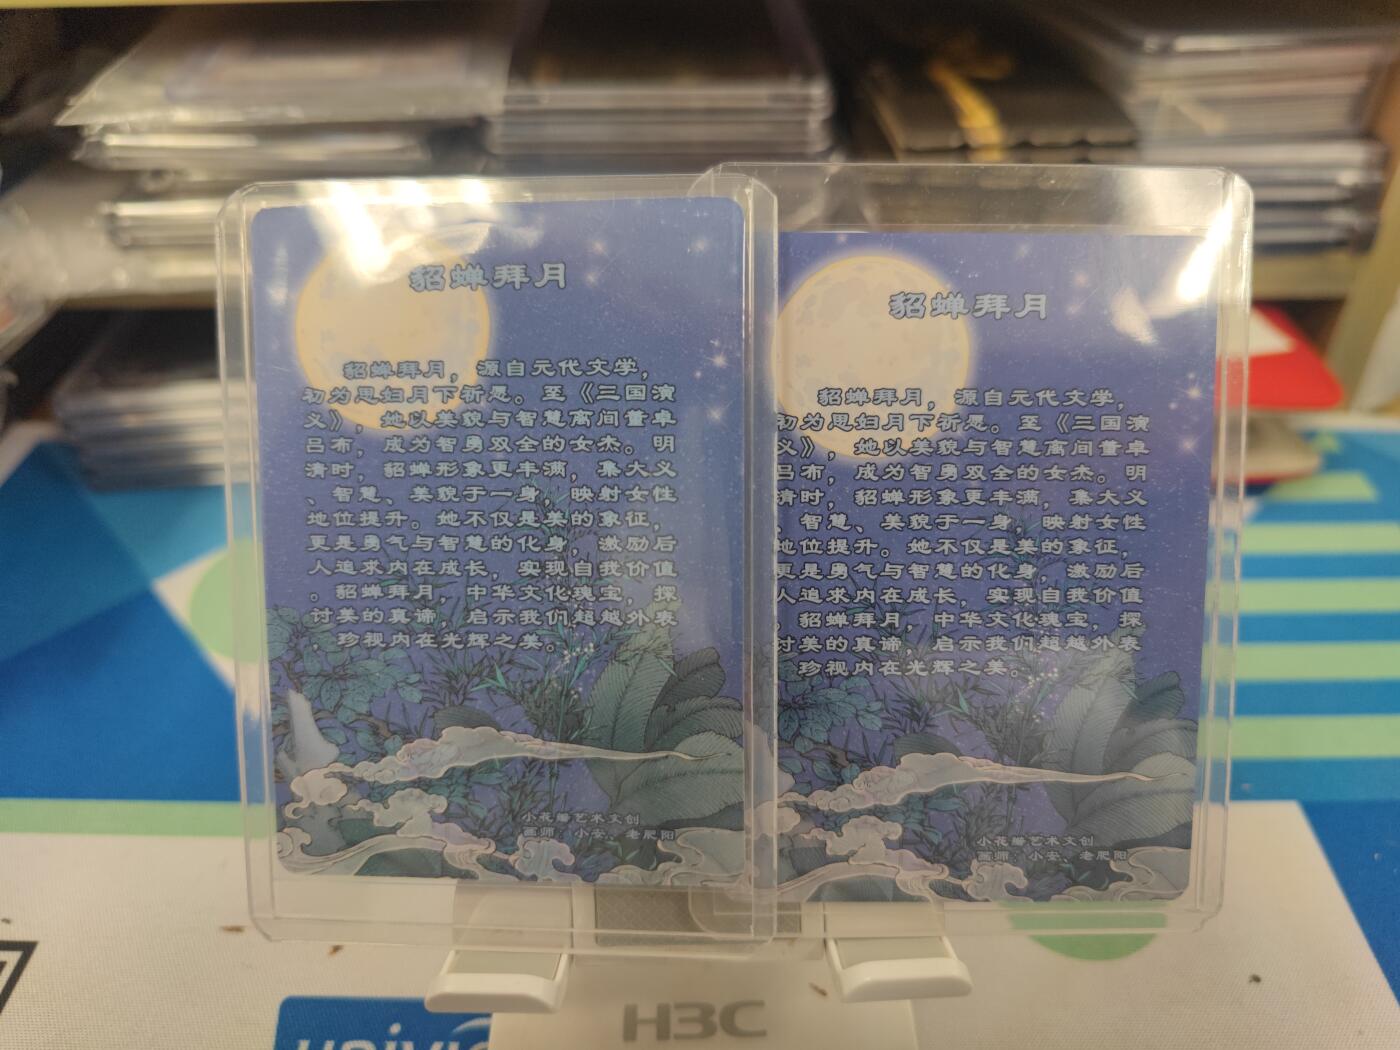 貂蝉拜月
貂蝉拜月，源自元代文学，
初为思妇月下祈愿。至《三国演
义》，她以美貌与智慧离间董卓
吕布，成为智勇双全的女杰。明
清时，貂蝉形象更丰满，集大义
、智慧、美貌于一身，映射女性
地位提升。她不仅是美的象征，
更是勇气与智慧的化身，激励后
人追求内在成长，实现自我价值
。貂蝉拜月，中华文化瑰宝，探
讨美的真谛，启示我们超越外表
，珍视内在光辉之美。
小花墙艺术文创
画师：小安、老肥阳
貂蝉拜月
貂蝉拜月，源自元代文学，
初为思妇月下祈愿。至《三国演
义》，她以美貌与智慧离间董卓
吕布，成为智勇双全的女杰。明
清时，貂蝉形象更丰满，集大义
、智慧、美貌于一身，映射女性
地位提升。她不仅是美的象征，
更是勇气与智慧的化身，激励后
人追求内在成长，实现自我价值
。貂蝉拜月，中华文化瑰宝，探
讨美的真谛，启示我们超越外表
，珍视内在光辉之美。
小花墙艺术文创
画师：小安、老肥阳
H3C